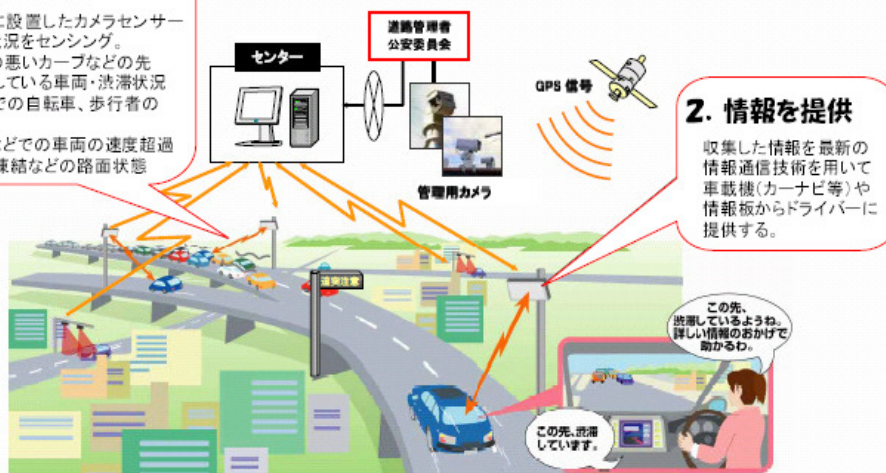 に設置したカメラセンサー
況をセンシング。
の悪いカーブなどの先
している車両・渋滞状況
での自転車、歩行者の
などでの車両の速度超過
凍結などの路面状態
センター
道路管理者
公安委員会
管理用カメラ
GPS 信号
2. 情報を提供
収集した情報を最新の
情報通信技術を用いて
車載機(カーナビ等)や
情報板からドライバーに
提供する。
この先、
渋滞しているようね。
詳しい情報のおかげで
助かるわ。
この先、渋滞
しています。